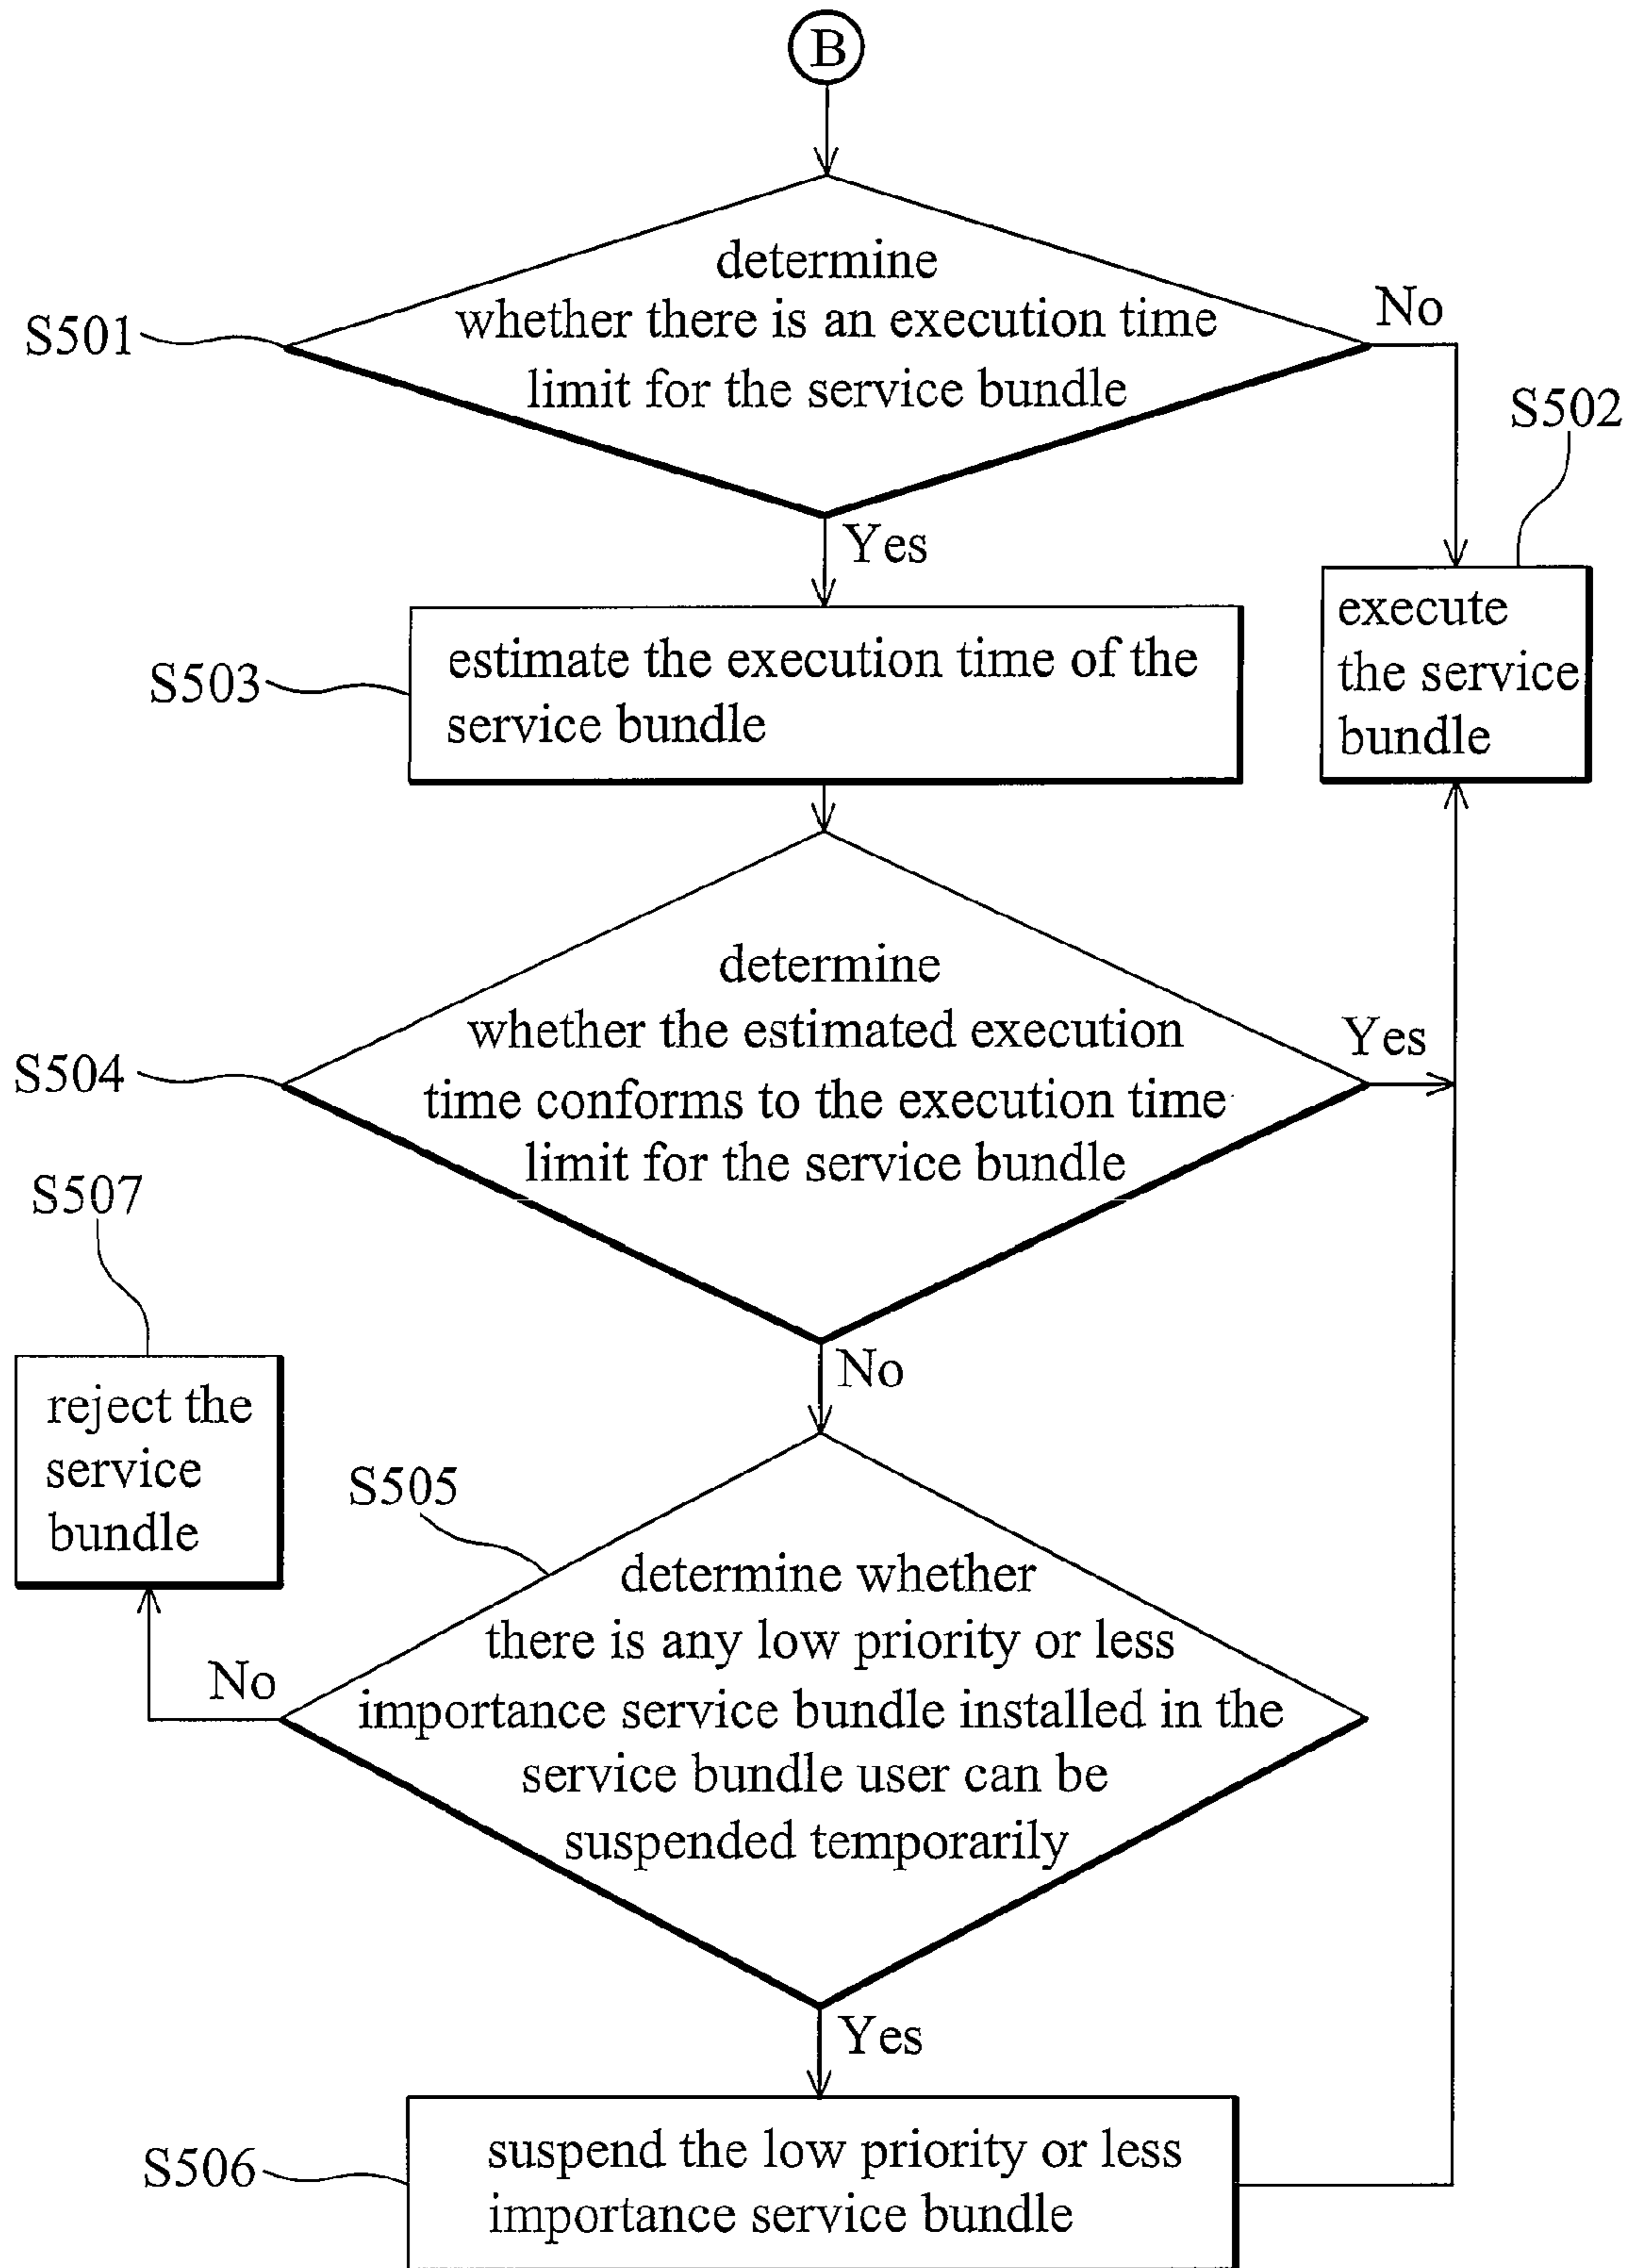 B
determine
whether there is an execution time
limit for the service bundle
S501
No
S502
Yes
execute
the service
bundle
estimate the execution time of the
service bundle
S503
determine
whether the estimated execution
time conforms to the execution time
limit for the service bundle
S504
Yes
S507
No
reject the
service
bundle
S505
determine whether
there is any low priority or less
importance service bundle installed in the
service bundle user can be
suspended temporarily
No
Yes
S506
suspend the low priority or less
importance service bundle